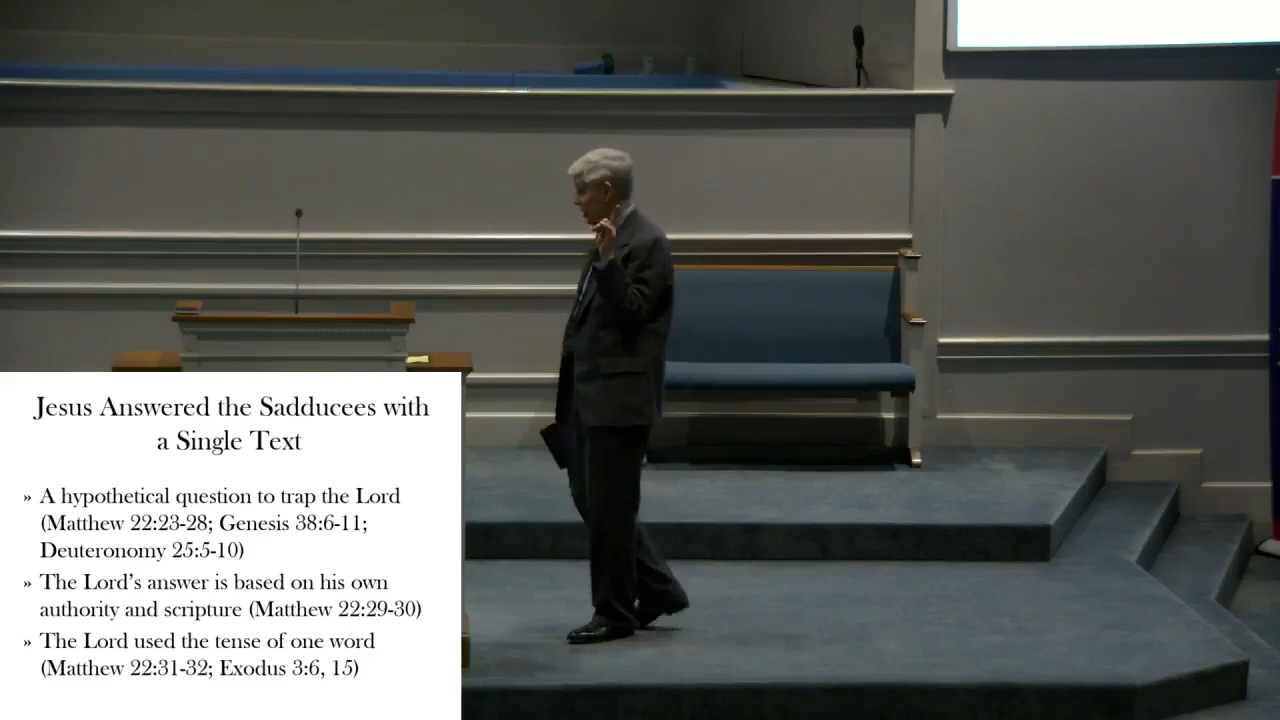 Jesus Answered the Sadducees with
a Single Text
» A hypothetical question to trap the Lord
(Matthew 22:23-28; Genesis 38:6-11;
Deuteronomy 25:5-10)
» The Lord’s answer is based on his own
authority and scripture (Matthew 22:29-30)
» The Lord used the tense of one word
(Matthew 22:31-32; Exodus 3:6, 15)